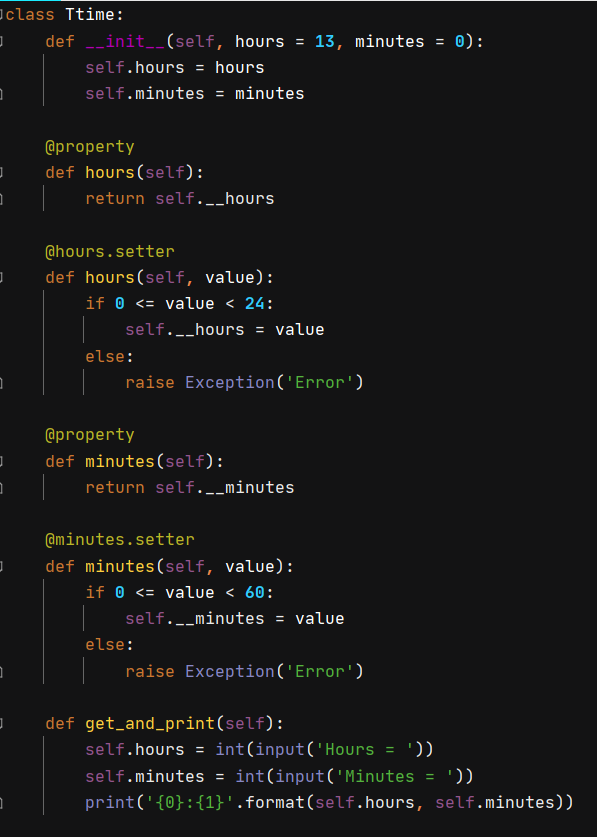 class Ttime:
    def __init__(self, hours = 13, minutes = 0):
        self.hours = hours
        self.minutes = minutes

    @property
    def hours(self):
        return self.__hours

    @hours.setter
    def hours(self, value):
        if 0 <= value < 24:
            self.__hours = value
        else:
            raise Exception('Error')

    @property
    def minutes(self):
        return self.__minutes

    @minutes.setter
    def minutes(self, value):
        if 0 <= value < 60:
            self.__minutes = value
        else:
            raise Exception('Error')

    def get_and_print(self):
        self.hours = int(input('Hours = '))
        self.minutes = int(input('Minutes = '))
        print('{0}:{1}'.format(self.hours, self.minutes))